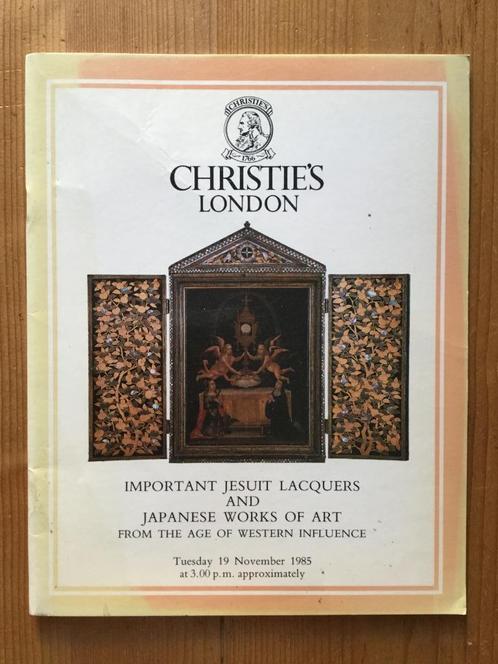 CHRISTIE'S
1766
CHRISTIE'S
LONDON
IMPORTANT JESUIT LACQUERS
AND
JAPANESE WORKS OF ART
FROM THE AGE OF WESTERN INFLUENCE
Tuesday 19 November 1985
at 3.00 p.m. approximately